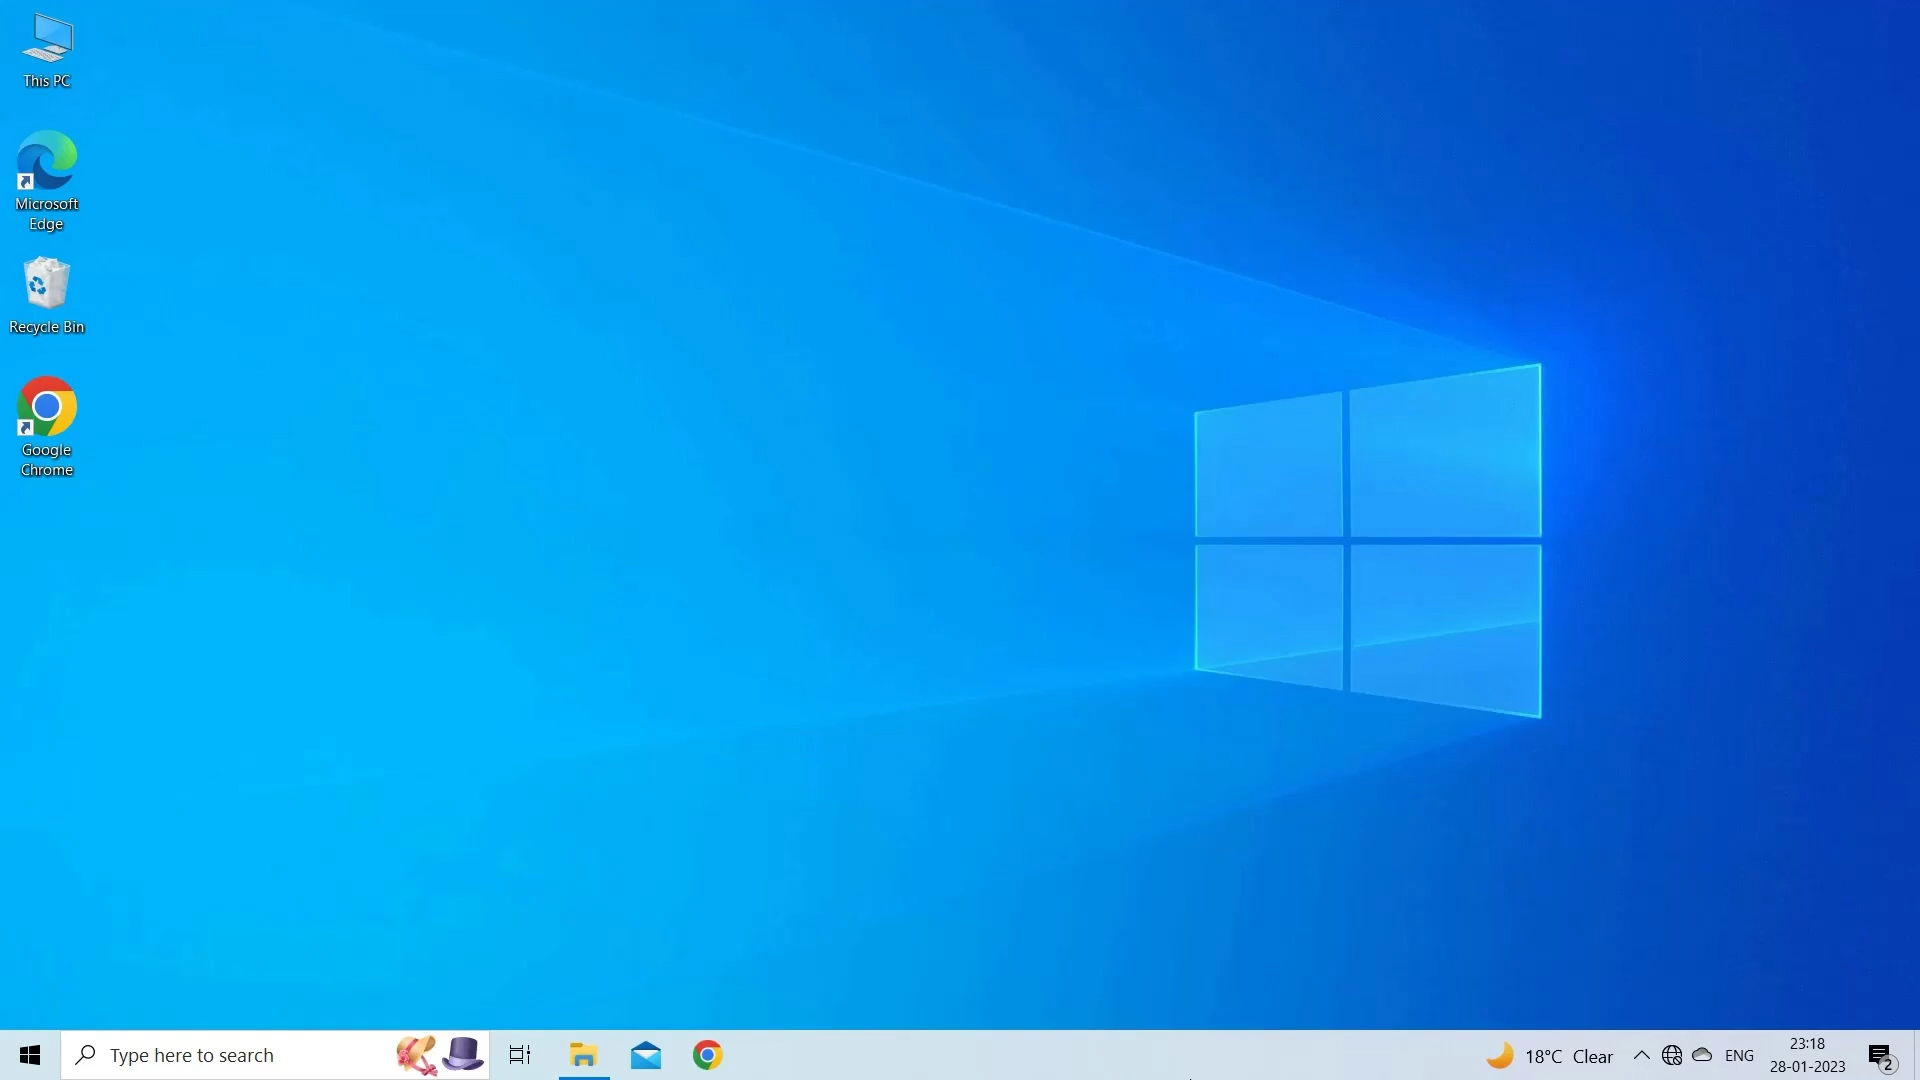 This PC
Microsoft
Edge
Recycle Bin
Google
Chrome
Type here to search
18°C Clear
ENG
23:18
28-01-2023
2